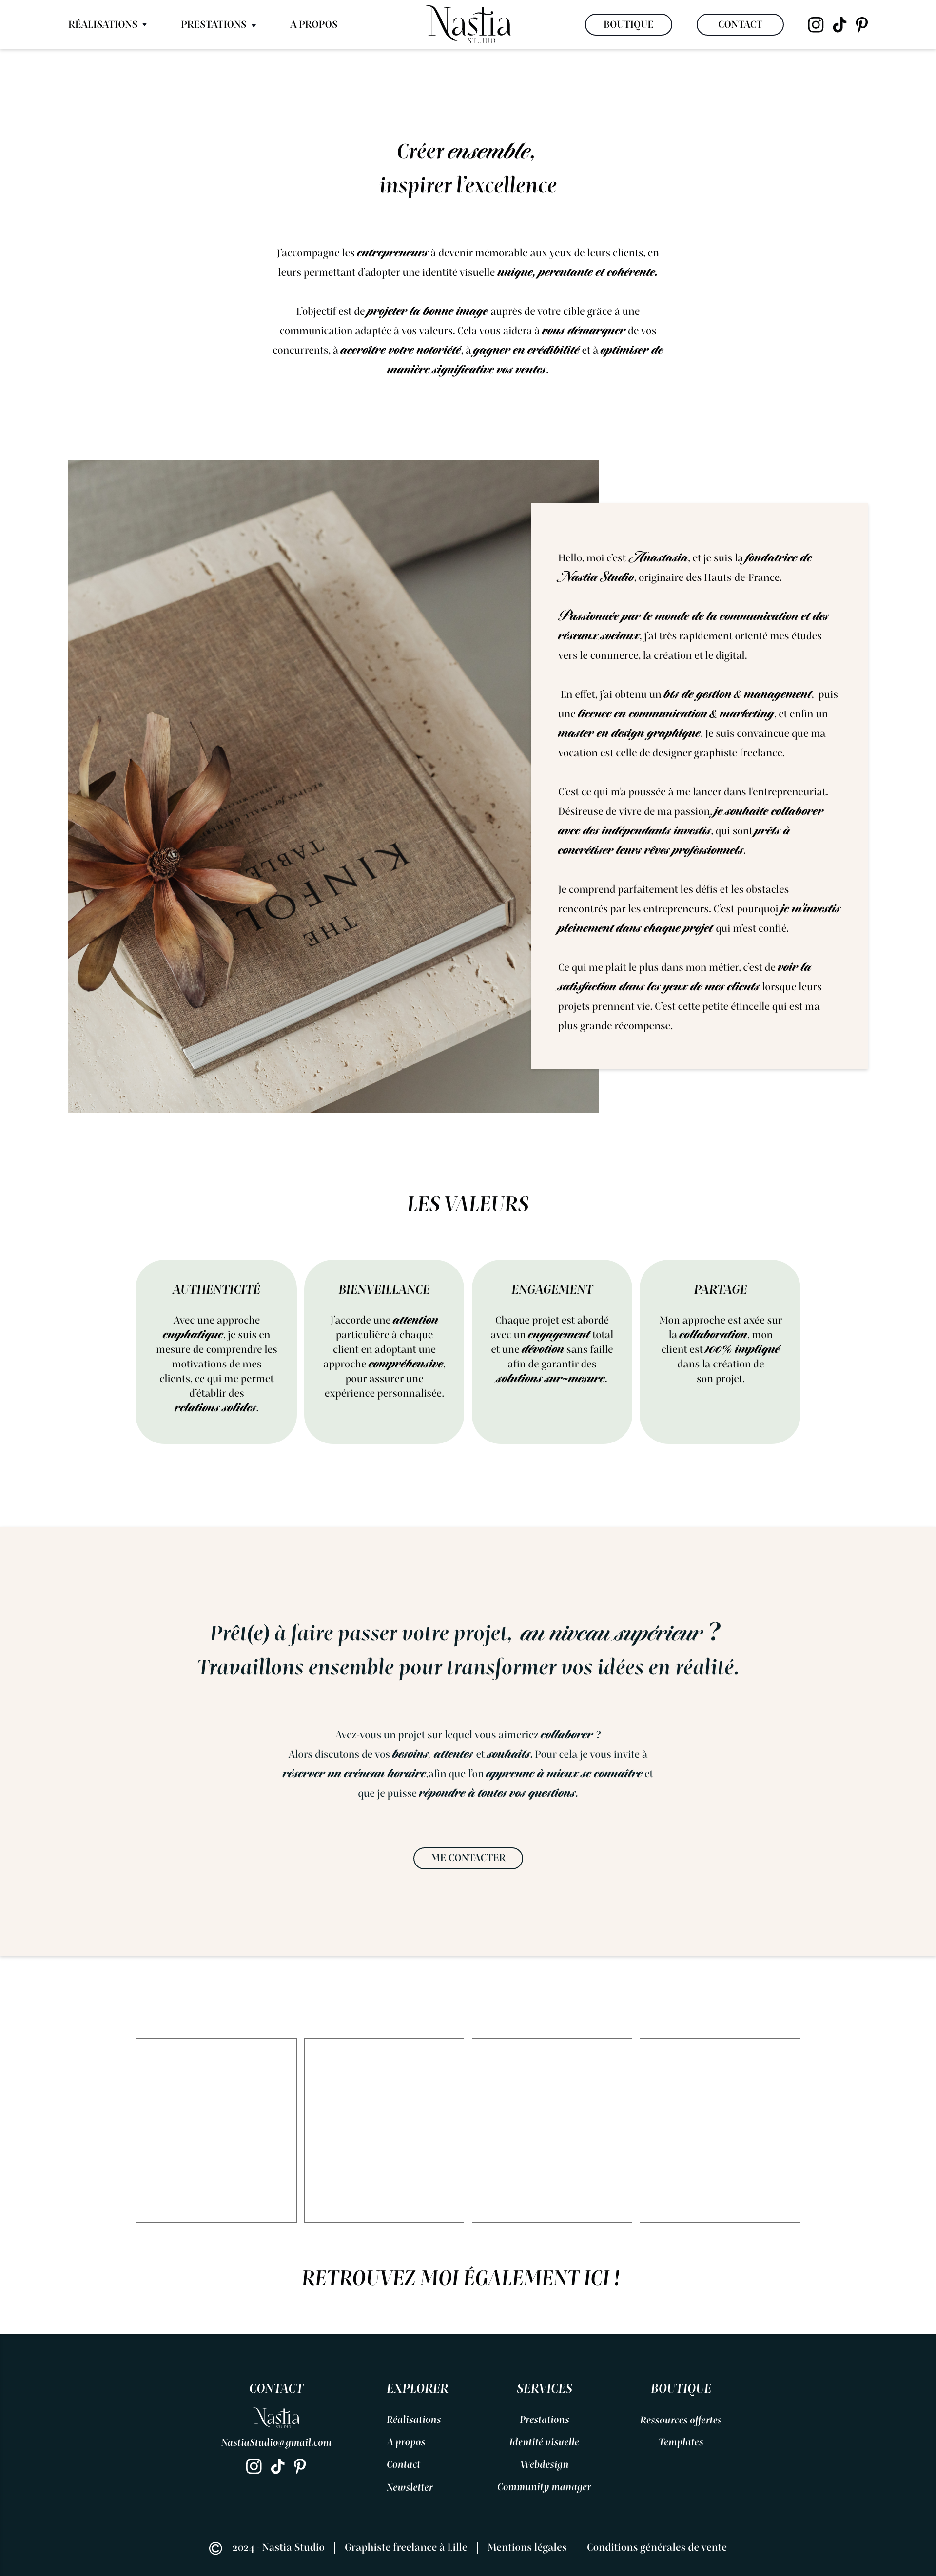 RÉALISATIONS
PRESTATIONS
A PROPOS
Nastia
STUDIO
BOUTIQUE
CONTACT
Créer ensemble,
inspirer l'excellence
J'accompagne les entrepreneurs à devenir mémorable aux yeux de leurs clients, en
leurs permettant d'adopter une identité visuelle unique, percutante et cohérente.
L'objectif est de projeter la bonne image auprès de votre cible grâce à une
communication adaptée à vos valeurs. Cela vous aidera à vous démarquer de vos
concurrents, à accroître votre notoriété, à gagner en crédibilité et à optimiser de
manière significative vos ventes.
THE
KINFOL
TABLE
Hello, moi c'est Anastasia, et je suis la fondatrice de
Nastia Studio, originaire des Hauts-de-France.
Passionnée par le monde de la communication et des
réseaux sociaux, j'ai très rapidement orienté mes études
vers le commerce, la création et le digital.
En effet, j'ai obtenu un bts de gestion & management, puis
une licence en communication & marketing, et enfin un
master en design graphique. Je suis convaincue que ma
vocation est celle de designer graphiste freelance.
C'est ce qui m'a poussée à me lancer dans l'entrepreneuriat.
Désireuse de vivre de ma passion, je souhaite collaborer
avec des indépendants investis, qui sont prêts à
concrétiser leurs rêves professionnels.
Je comprend parfaitement les défis et les obstacles
rencontrés par les entrepreneurs. C'est pourquoi je m'investis
pleinement dans chaque projet qui m'est confié.
Ce qui me plait le plus dans mon métier, c'est de voir la
satisfaction dans les yeux de mes clients lorsque leurs
projets prennent vie. C'est cette petite étincelle qui est ma
plus grande récompense.
LES VALEURS
AUTHENTICITÉ
Avec une approche
emphatique, je suis en
mesure de comprendre les
motivations de mes
clients, ce qui me permet
d'établir des
relations solides.
BIENVEILLANCE
J'accorde une attention
particulière à chaque
client en adoptant une
approche compréhensive,
pour assurer une
expérience personnalisée.
ENGAGEMENT
Chaque projet est abordé
avec un engagement total
et une dévotion sans faille
afin de garantir des
solutions sur-mesure.
PARTAGE
Mon approche est axée sur
la collaboration, mon
client est 100% impliqué
dans la création de
son projet.
Prêt(e) à faire passer votre projet, au niveau supérieur ?
Travaillons ensemble pour transformer vos idées en réalité.
Avez-vous un projet sur lequel vous aimeriez collaborer ?
Alors discutons de vos besoins, attentes et souhaits. Pour cela je vous invite à
réserver un créneau horaire,afin que l'on apprenne à mieux se connaître et
que je puisse répondre à toutes vos questions.
ME CONTACTER
RETROUVEZ MOI ÉGALEMENT ICI !
CONTACT
Nastia
STUDIO
NastiaStudio@gmail.com
EXPLORER
Réalisations
A propos
Contact
Newsletter
SERVICES
Prestations
Identité visuelle
Webdesign
Community manager
BOUTIQUE
Ressources offertes
Templates
© 2024 - Nastia Studio | Graphiste freelance à Lille | Mentions légales | Conditions générales de vente